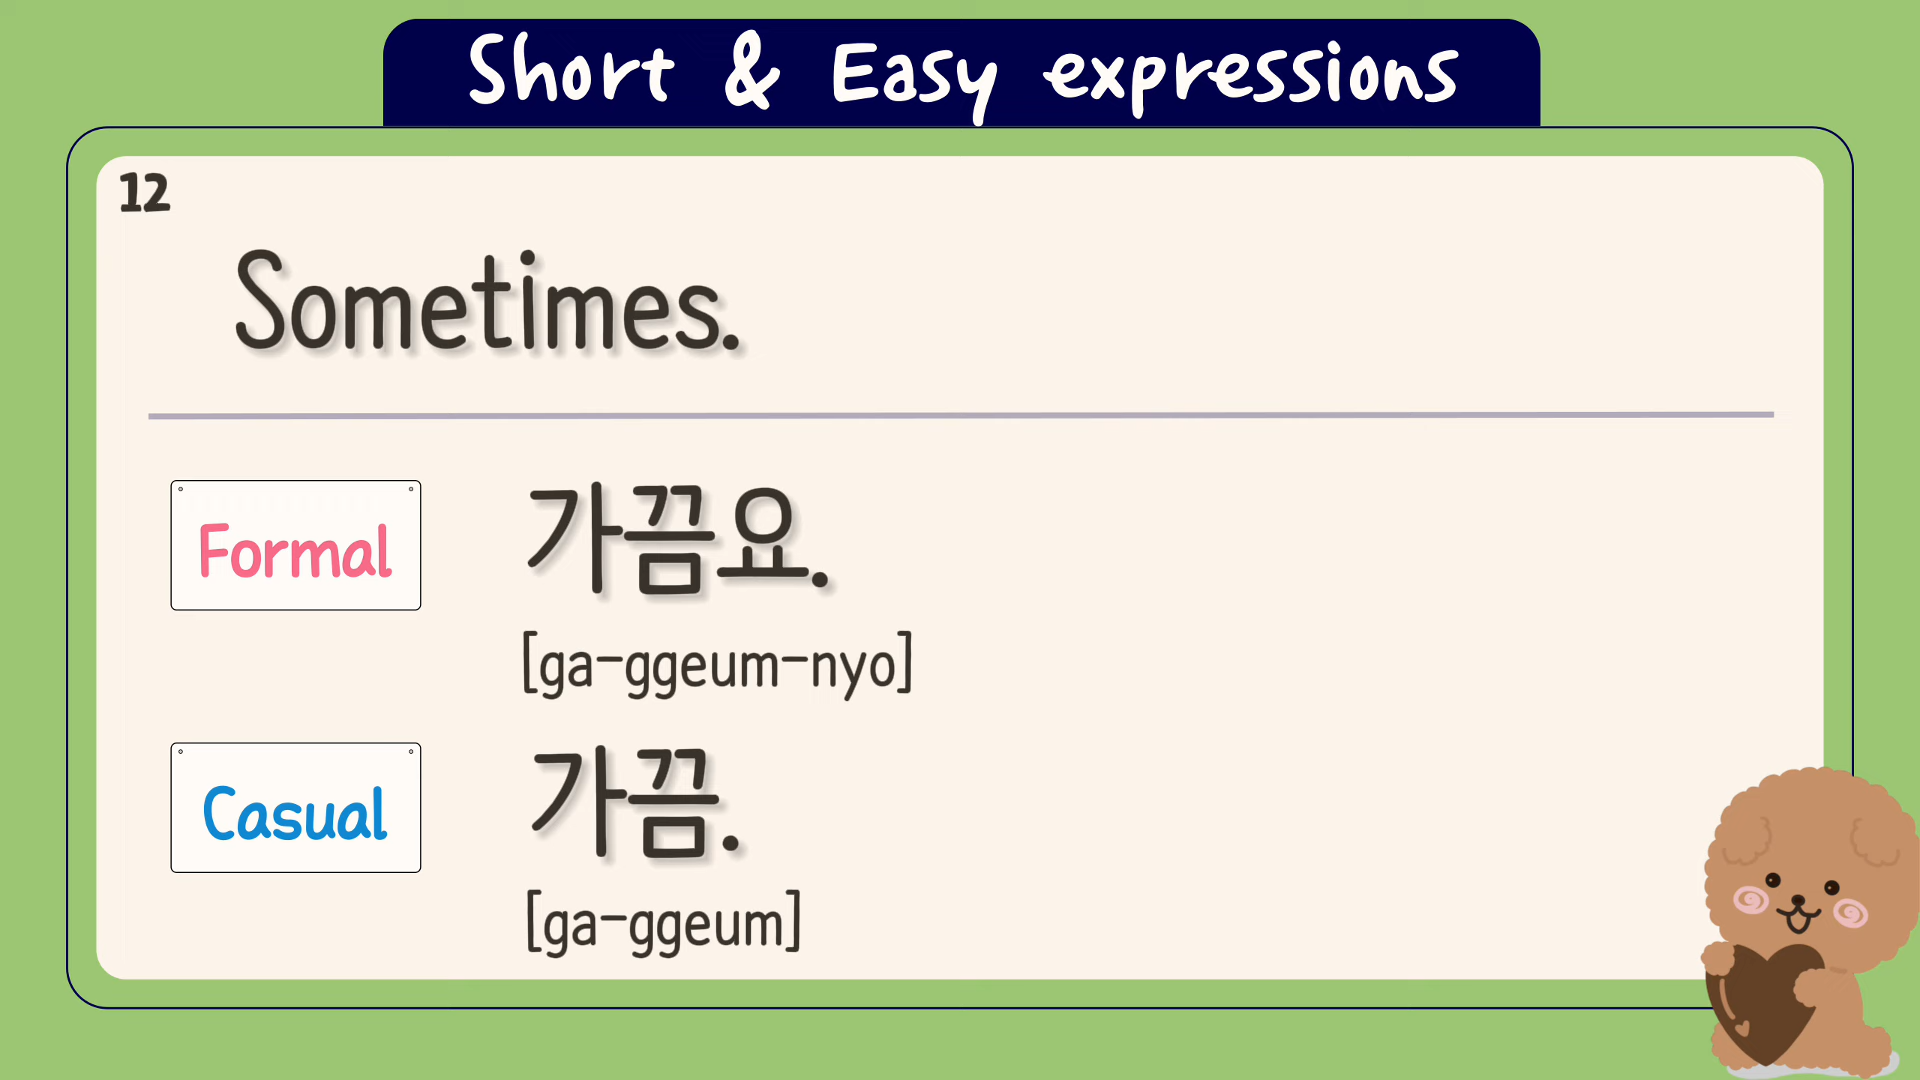 Short & Easy expressions
12
Sometimes.
Formal
가끔요.
[ga-ggeum-nyo]
Casual
가끔.
[ga-ggeum]